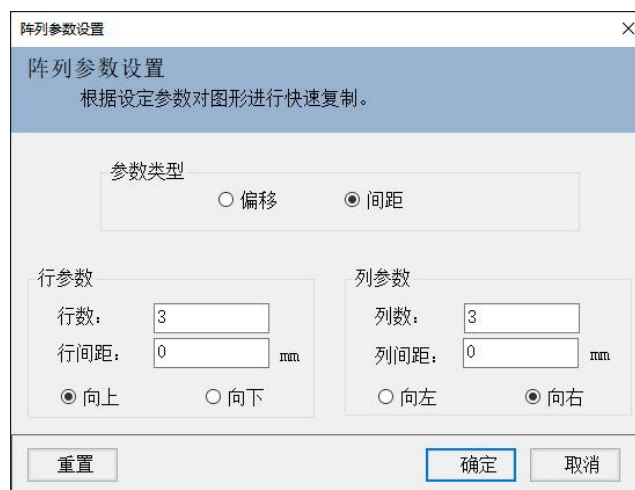 阵列参数设置
阵列参数设置
根据设定参数对图形进行快速复制。
参数类型
偏移 间距
行参数 列参数
行数： 3 列数： 3
行间距： 0 mm 列间距： 0 mm
向上 向下 向左 向右
重置 确定 取消